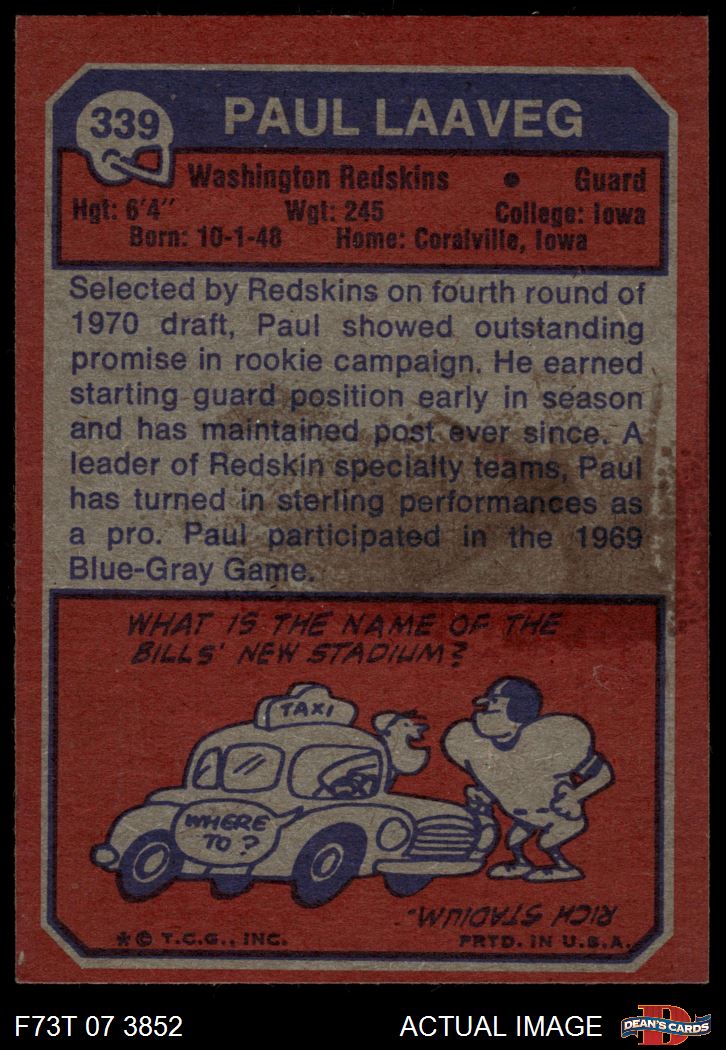 339 PAUL LAAVEG
Washington Redskins • Guard
Hgt: 6'4" Wgt: 245 College: Iowa
Born: 10-1-48 Home: Coralville, Iowa
Selected by Redskins on fourth round of
1970 draft, Paul showed outstanding
promise in rookie campaign. He earned
starting guard position early in season
and has maintained post ever since. A
leader of Redskin specialty teams, Paul
has turned in sterling performances as
a pro. Paul participated in the 1969
Blue-Gray Game.
WHAT IS THE NAME OF THE
BILLS' NEW STADIUM?
TAXI
WHERE
TO?
RICH STADIUM.
* © T.C.G., INC. PRTD. IN U.S.A.
F73T 07 3852 ACTUAL IMAGE DEAN'S CARDS